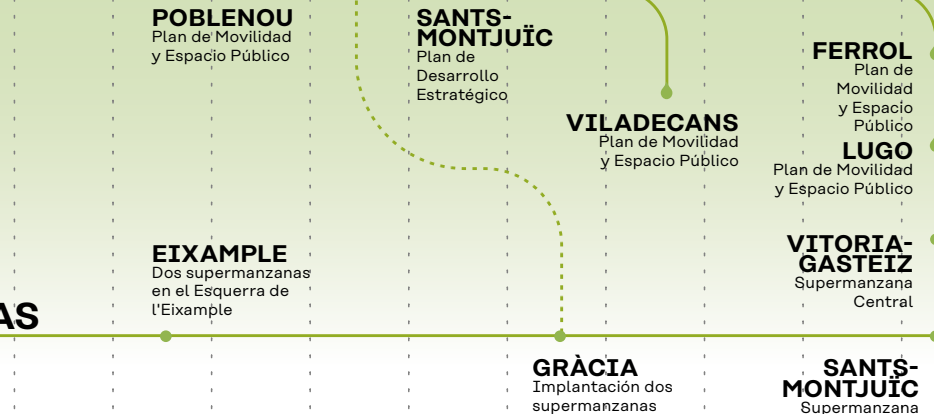 POBLENOU
Plan de Movilidad
y Espacio Público
SANTS-
MONTJUÏC
Plan de
Desarrollo
Estratégico
VILADECANS
Plan de Movilidad
y Espacio Público
FERROL
Plan de
Movilidad
y Espacio
Público
LUGO
Plan de Movilidad
y Espacio Público
EIXAMPLE
Dos supermanzanas
en el Esquerra de
l'Eixample
VITORIA-
GASTEIZ
Supermanzana
Central
AS
GRÀCIA
Implantación dos
supermanzanas
SANTS-
MONTJUÏC
Supermanzana